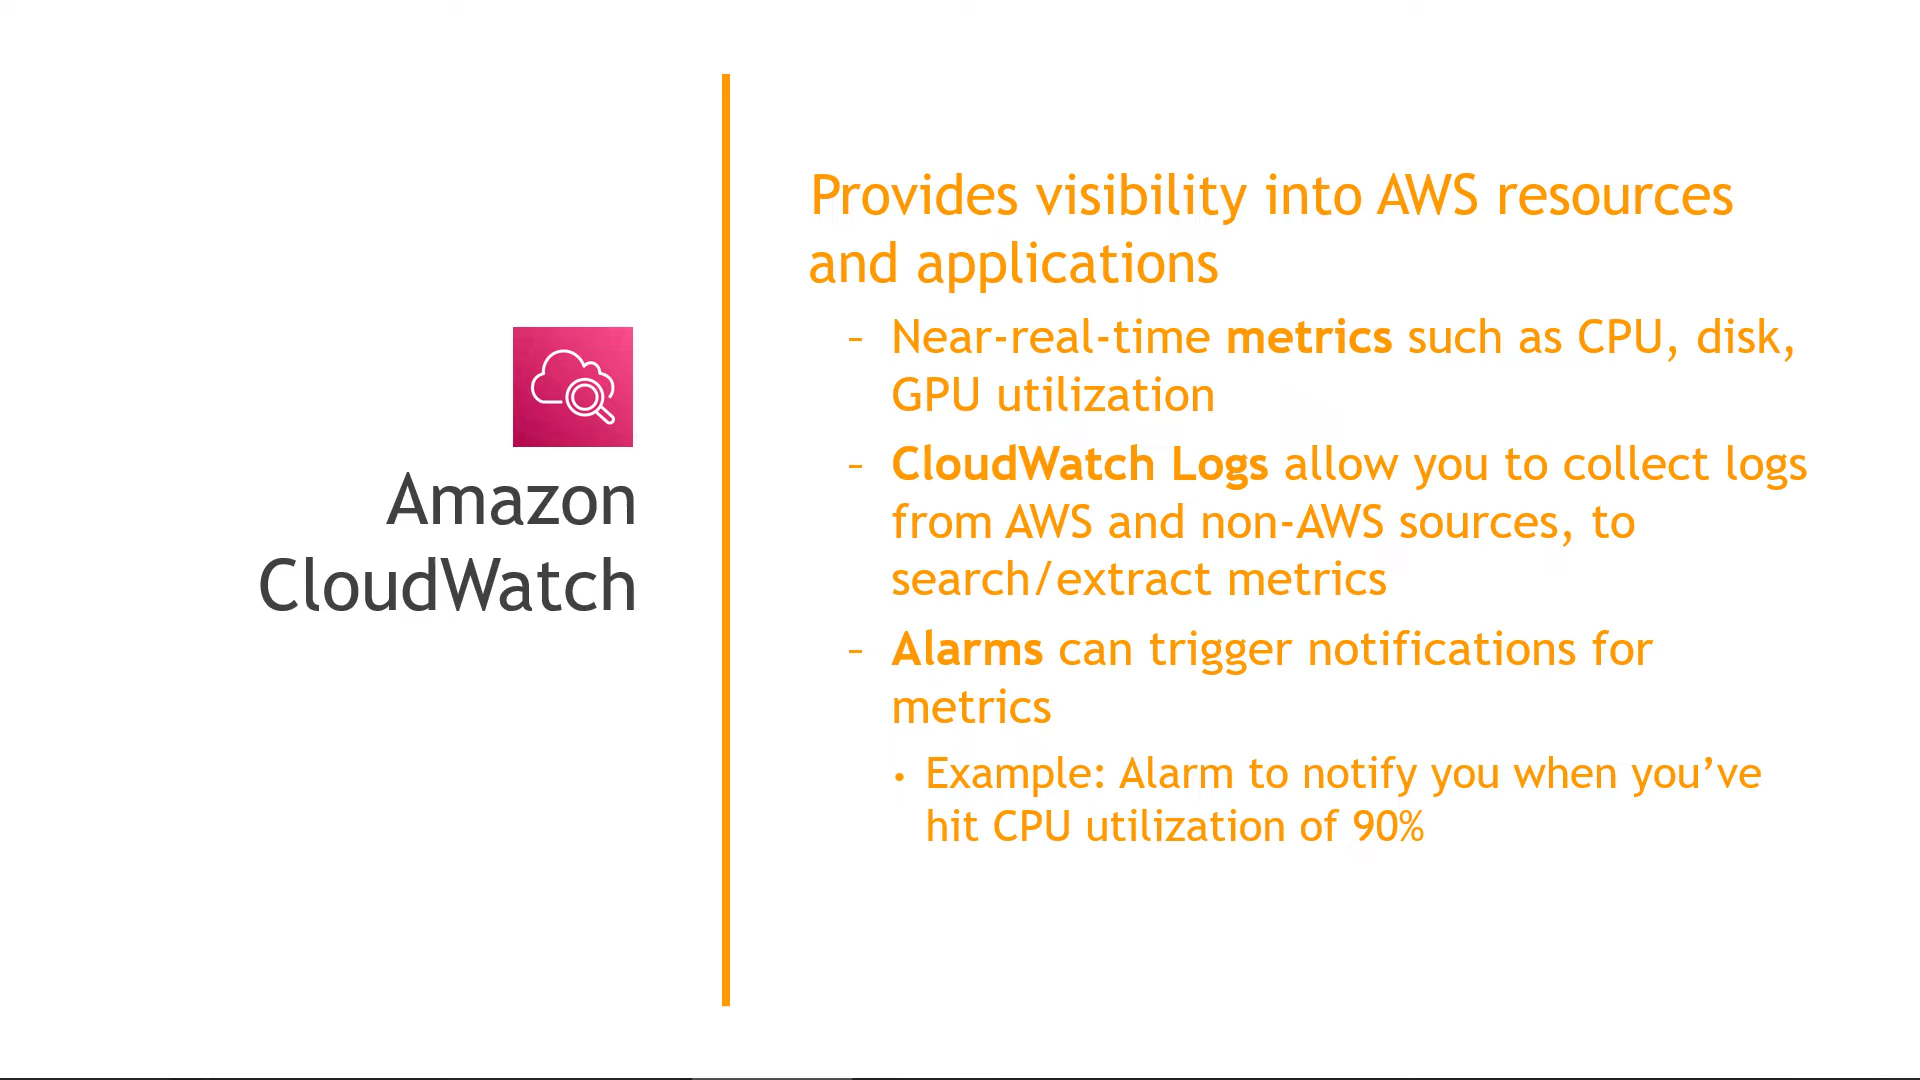 Amazon
CloudWatch
Provides visibility into AWS resources
and applications
– Near-real-time metrics such as CPU, disk,
GPU utilization
– CloudWatch Logs allow you to collect logs
from AWS and non-AWS sources, to
search/extract metrics
– Alarms can trigger notifications for
metrics
• Example: Alarm to notify you when you’ve
hit CPU utilization of 90%